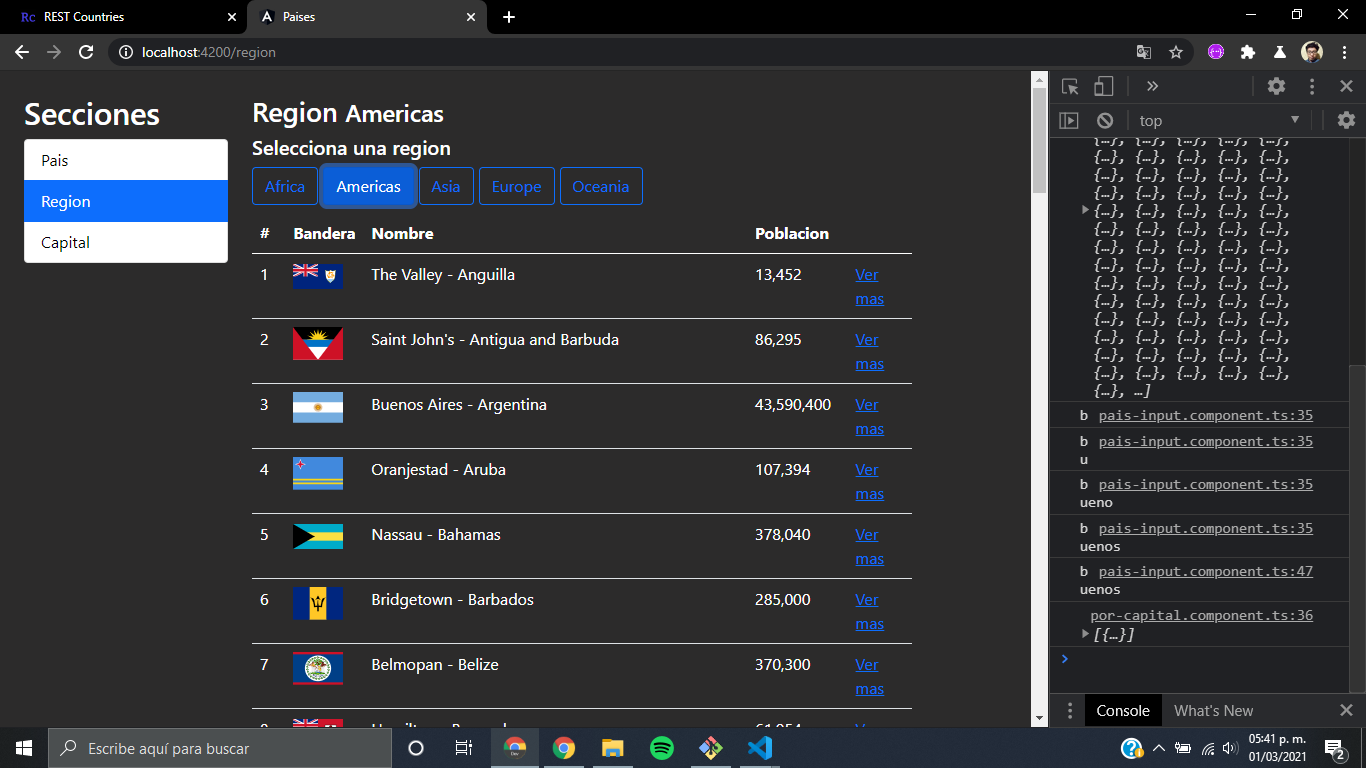 Rc REST Countries
Paises
localhost:4200/region
Secciones
Pais
Region
Capital
Region Americas
Selecciona una region
Africa Americas Asia Europe Oceania
# Bandera Nombre Poblacion
1 The Valley - Anguilla 13,452 Ver
mas
2 Saint John's - Antigua and Barbuda 86,295 Ver
mas
3 Buenos Aires - Argentina 43,590,400 Ver
mas
4 Oranjestad - Aruba 107,394 Ver
mas
5 Nassau - Bahamas 378,040 Ver
mas
6 Bridgetown - Barbados 285,000 Ver
mas
7 Belmopan - Belize 370,300 Ver
mas
top
{…}, {…}, {…}, {…}, {…},
{…}, {…}, {…}, {…}, {…},
{…}, {…}, {…}, {…}, {…},
{…}, {…}, {…}, {…}, {…},
{…}, {…}, {…}, {…}, {…},
{…}, {…}, {…}, {…}, {…},
{…}, {…}, {…}, {…}, {…},
{…}, {…}, {…}, {…}, {…},
{…}, {…}, {…}, {…}, {…},
{…}, {…}, {…}, {…}, {…},
{…}, {…}, {…}, {…}, {…},
{…}, {…}, {…}, {…}, {…},
{…}, {…}, {…}, {…}, {…},
{…}, {…}, {…}, {…}, {…},
{…}, …]
b pais-input.component.ts:35
b pais-input.component.ts:35
u
b pais-input.component.ts:35
ueno
b pais-input.component.ts:35
uenos
b pais-input.component.ts:47
uenos
por-capital.component.ts:36
[{…}]
Console What's New
Escribe aquí para buscar
Dev
05:41 p. m.
01/03/2021
2